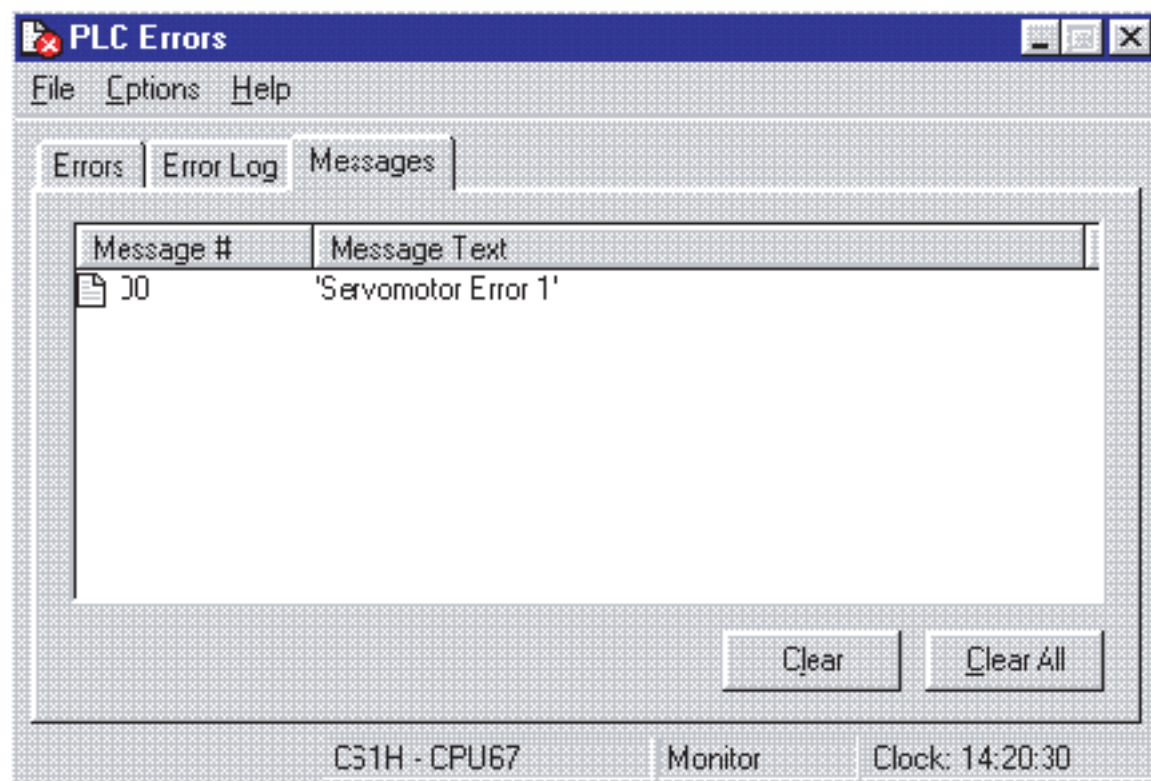 PLC Errors
File Options Help
Errors Error Log Messages
Message # Message Text
00 'Servomotor Error 1'
Clear Clear All
CS1H - CPU67 Monitor Clock: 14:20:30